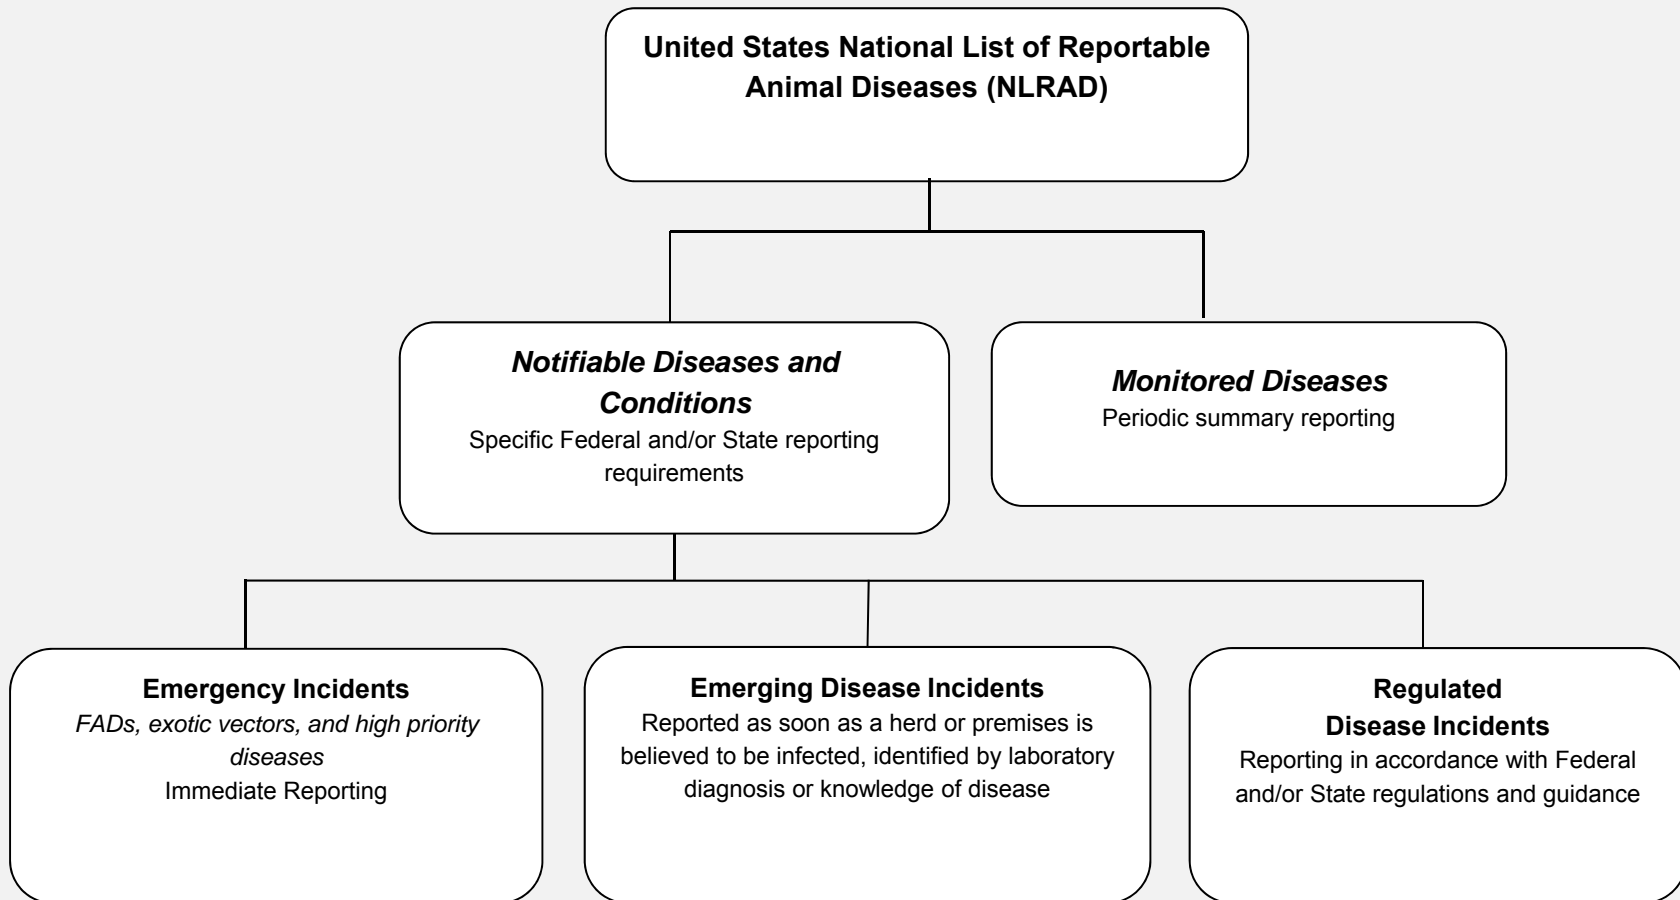 United States National List of Reportable
Animal Diseases (NLRAD)
Notifiable Diseases and
Conditions
Specific Federal and/or State reporting
requirements
Monitored Diseases
Periodic summary reporting
Emergency Incidents
FADs, exotic vectors, and high priority
diseases
Immediate Reporting
Emerging Disease Incidents
Reported as soon as a herd or premises is
believed to be infected, identified by laboratory
diagnosis or knowledge of disease
Regulated
Disease Incidents
Reporting in accordance with Federal
and/or State regulations and guidance